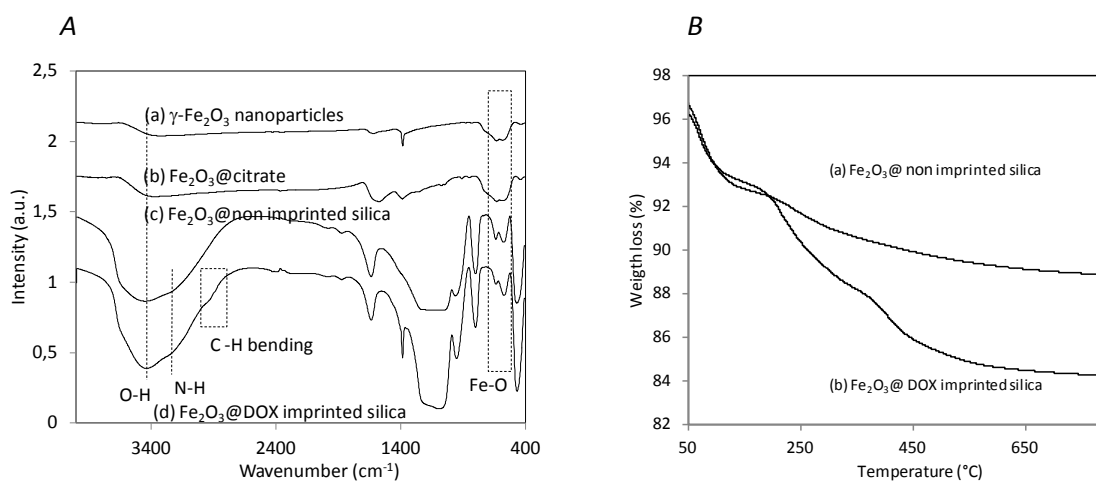 A
2,5
2
1,5
1
0,5
0
Intensity (a.u.)
(a) γ-Fe₂O₃ nanoparticles
(b) Fe₂O₃@citrate
(c) Fe₂O₃@non imprinted silica
C -H bending
O-H
N-H
Fe-O
(d) Fe₂O₃@DOX imprinted silica
3400
2400
1400
400
Wavenumber (cm⁻¹)
B
98
96
94
92
90
88
86
84
82
Weigth loss (%)
(a) Fe₂O₃@ non imprinted silica
(b) Fe₂O₃@ DOX imprinted silica
50
250
450
650
Temperature (°C)